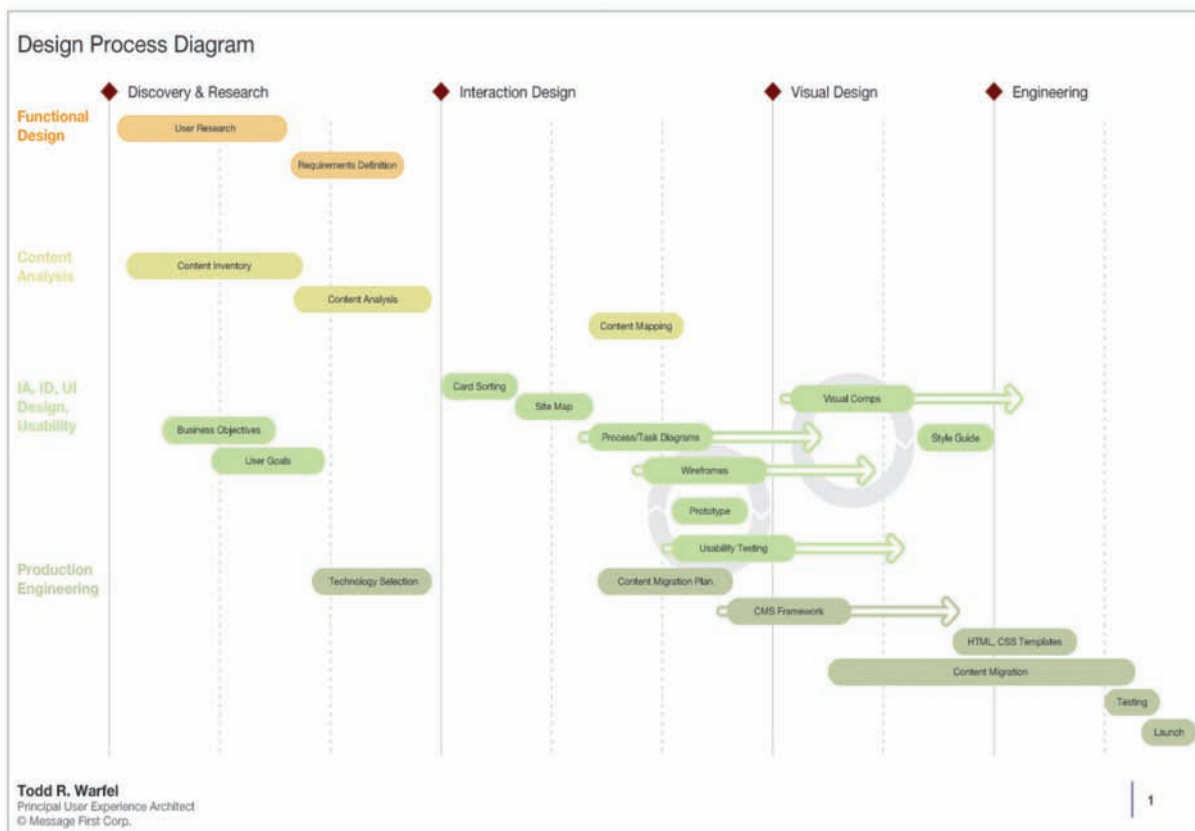 Design Process Diagram
Discovery & Research
Interaction Design
Visual Design
Engineering
Functional
Design
User Research
Requirements Definition
Content
Analysis
Content Inventory
Content Analysis
Content Mapping
IA, ID, UI
Design,
Usability
Card Sorting
Visual Comps
Site Map
Business Objectives
Process/Task Diagrams
Style Guide
User Goals
Wireframes
Prototype
Usability Testing
Production
Engineering
Technology Selection
Content Migration Plan
CMS Framework
HTML, CSS Templates
Content Migration
Testing
Launch
Todd R. Warfel
Principal User Experience Architect
© Message First Corp.
1